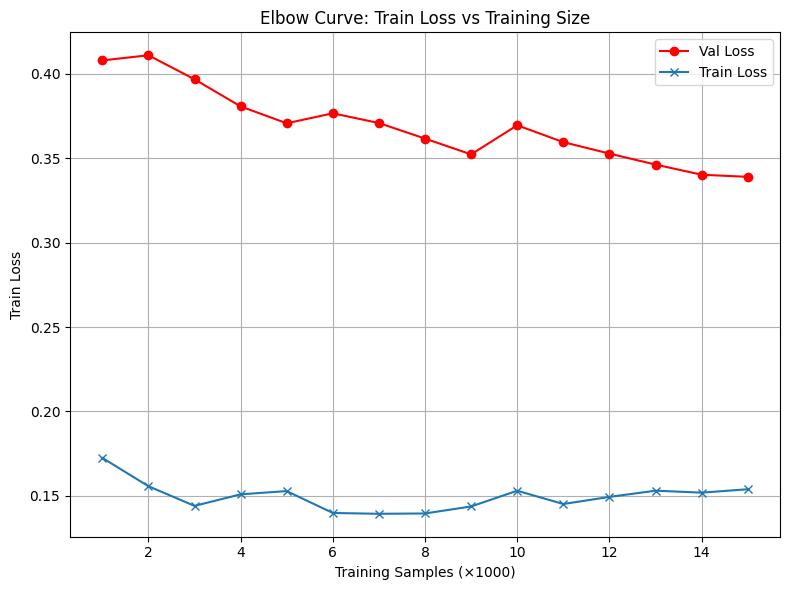 Elbow Curve: Train Loss vs Training Size
Val Loss
Train Loss
Train Loss
0.40
0.35
0.30
0.25
0.20
0.15
2 4 6 8 10 12 14
Training Samples (×1000)